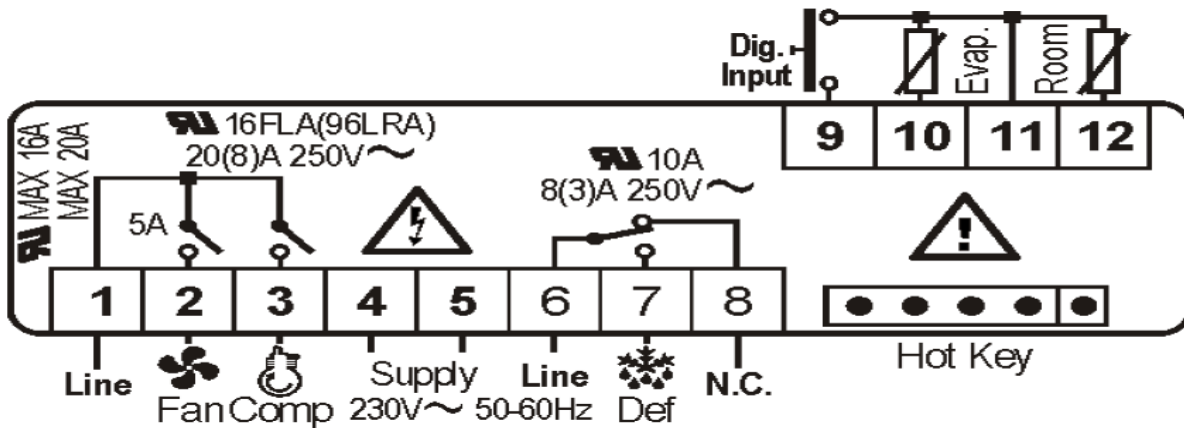 Dig.
Input
Evap.
Room
9 10 11 12
MAX 16A
MAX 20A
16FLA(96LRA)
20(8)A 250V~
5A
10A
8(3)A 250V~
1 2 3 4 5 6 7 8
Line
Fan
Comp
Supply
230V~ 50-60Hz
Line
Def
N.C.
Hot Key